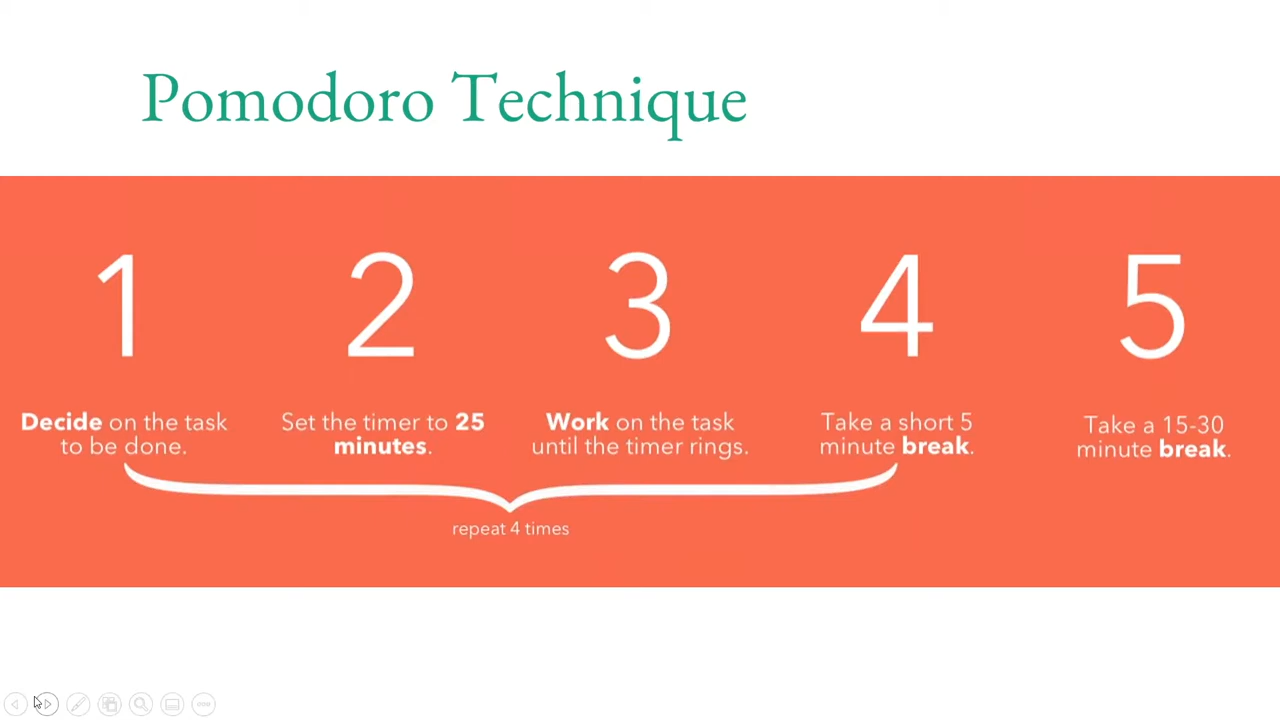 Pomodoro Technique
1
2
3
4
5
Decide on the task
to be done.
Set the timer to 25
minutes.
Work on the task
until the timer rings.
Take a short 5
minute break.
Take a 15-30
minute break.
repeat 4 times